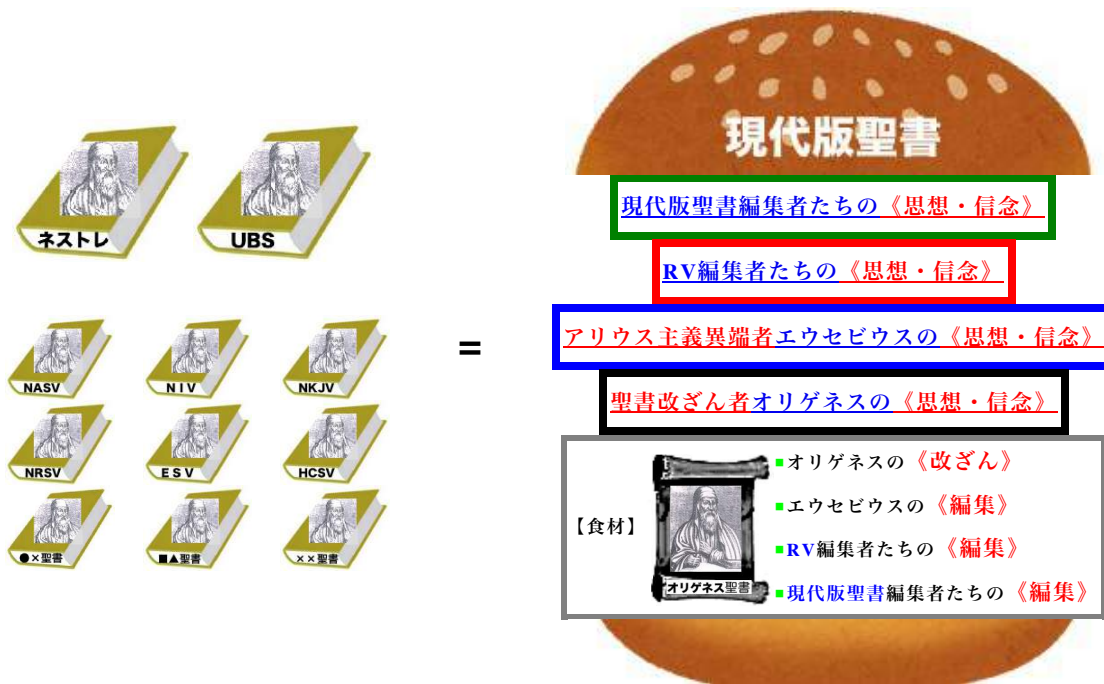 ネストレ
UBS
NASV
NIV
NKJV
NRSV
ESV
HCSV
●×聖書
■▲聖書
××聖書
=
現代版聖書
現代版聖書編集者たちの《思想・信念》
RV編集者たちの《思想・信念》
アリウス主義異端者エウセビウスの《思想・信念》
聖書改ざん者オリゲネスの《思想・信念》
【食材】
オリゲネス聖書
▪オリゲネスの《改ざん》
▪エウセビウスの《編集》
▪RV編集者たちの《編集》
▪現代版聖書編集者たちの《編集》